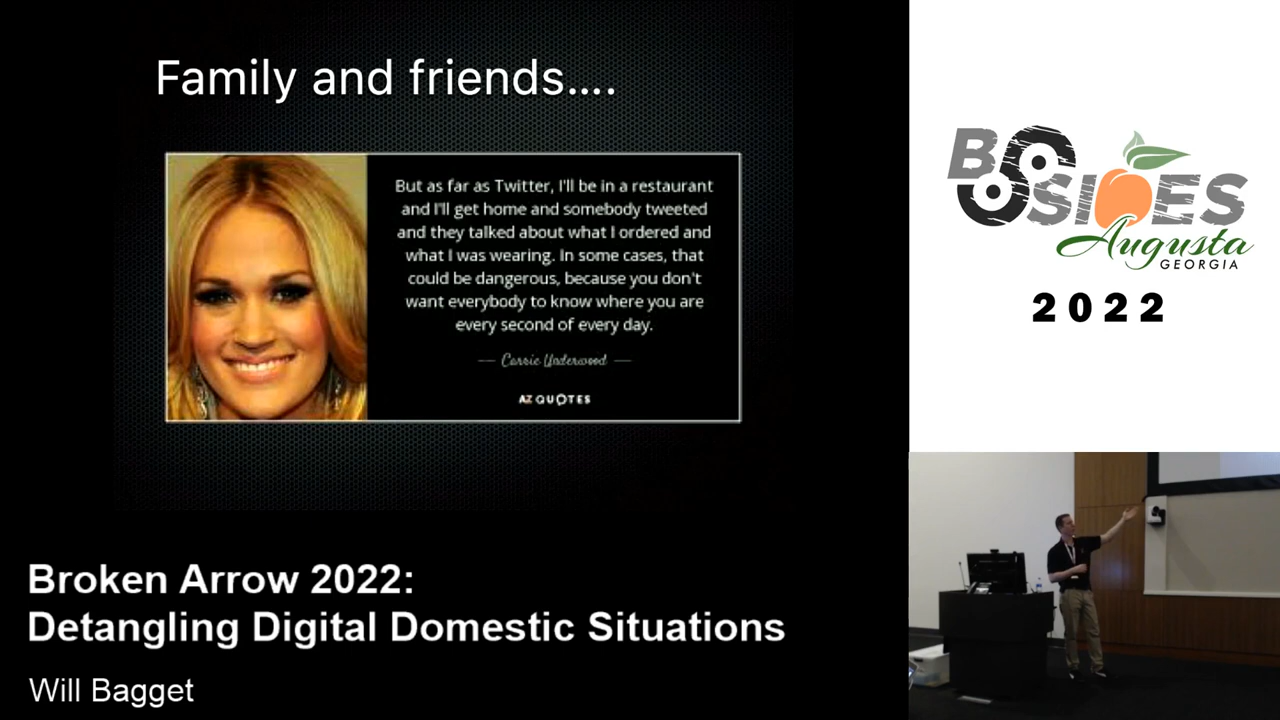 Family and friends....
But as far as Twitter, I'll be in a restaurant
and I'll get home and somebody tweeted
and they talked about what I ordered and
what I was wearing. In some cases, that
could be dangerous, because you don't
want everybody to know where you are
every second of every day.
— Carrie Underwood —
AZ QUOTES
BSIDES
Augusta
GEORGIA
2022
Broken Arrow 2022:
Detangling Digital Domestic Situations
Will Bagget